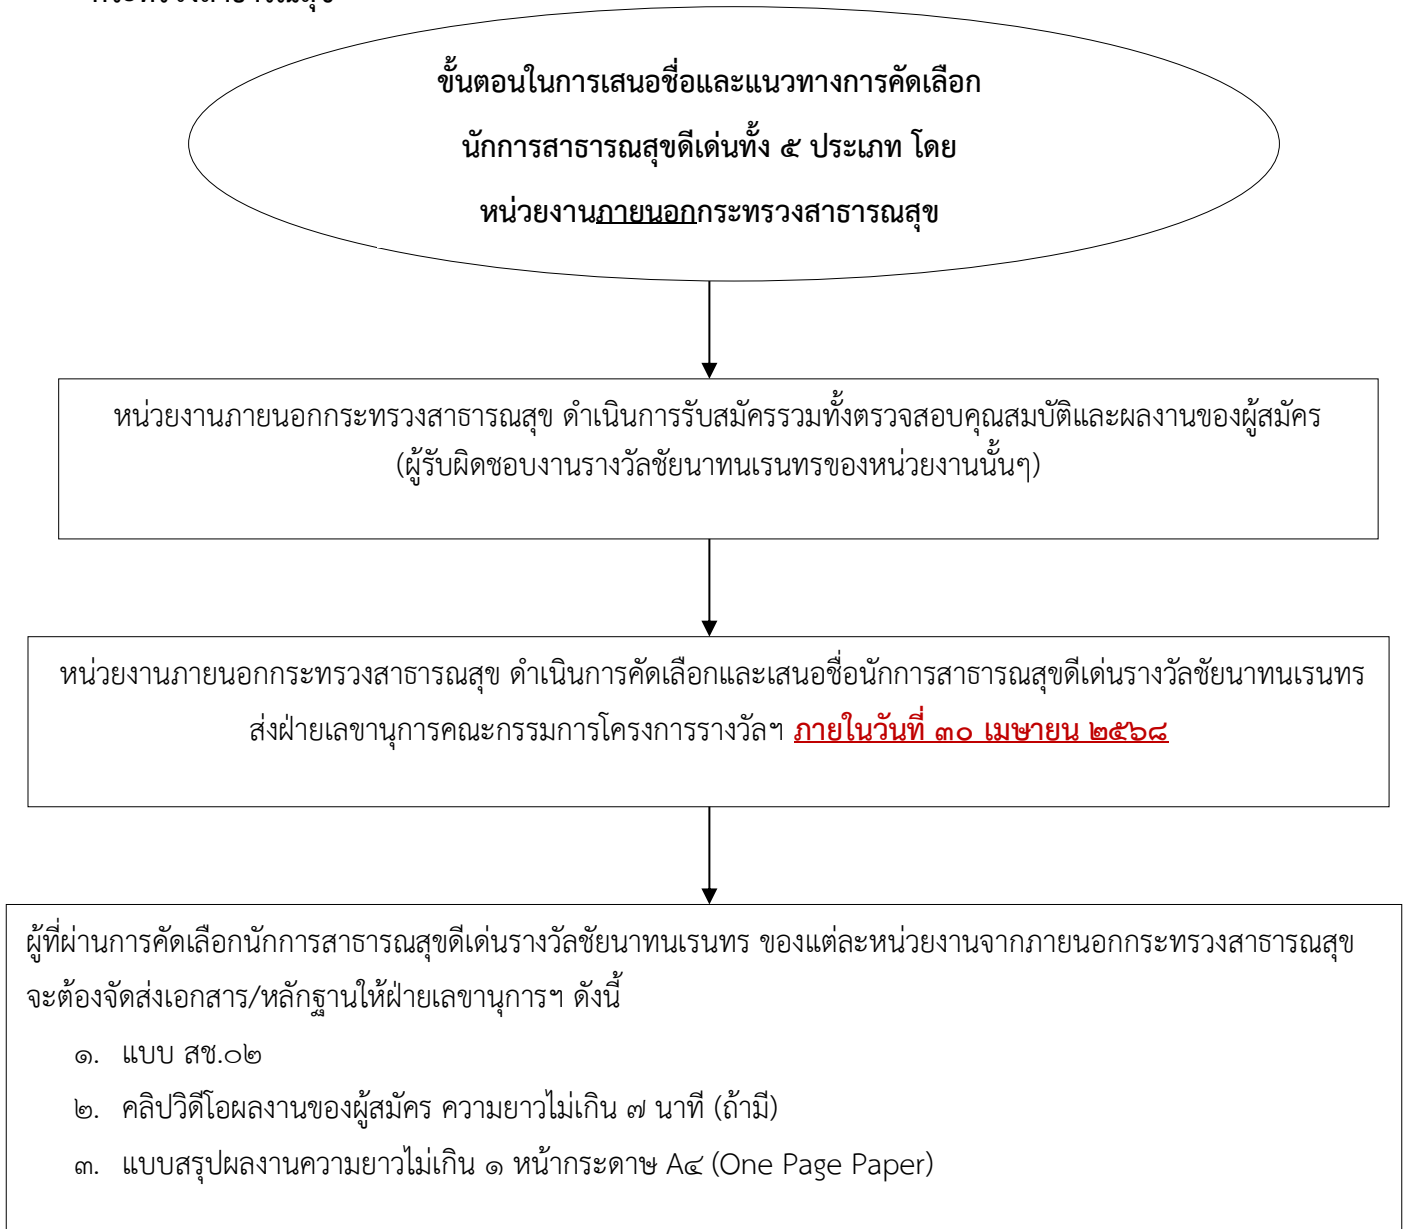 กระทรวงสาธารณสุข
ขั้นตอนในการเสนอชื่อและแนวทางการคัดเลือก
นักการสาธารณสุขดีเด่นทั้ง ๕ ประเภท โดย
หน่วยงานภายนอกกระทรวงสาธารณสุข
หน่วยงานภายนอกกระทรวงสาธารณสุข ดำเนินการรับสมัครรวมทั้งตรวจสอบคุณสมบัติและผลงานของผู้สมัคร
(ผู้รับผิดชอบงานรางวัลชัยนาทนเรนทรของหน่วยงานนั้นๆ)
หน่วยงานภายนอกกระทรวงสาธารณสุข ดำเนินการคัดเลือกและเสนอชื่อนักการสาธารณสุขดีเด่นรางวัลชัยนาทนเรนทร
ส่งฝ่ายเลขานุการคณะกรรมการโครงการรางวัลฯ ภายในวันที่ ๓๐ เมษายน ๒๕๖๘
ผู้ที่ผ่านการคัดเลือกนักการสาธารณสุขดีเด่นรางวัลชัยนาทนเรนทร ของแต่ละหน่วยงานจากภายนอกกระทรวงสาธารณสุข
จะต้องจัดส่งเอกสาร/หลักฐานให้ฝ่ายเลขานุการฯ ดังนี้
๑. แบบ สช.๐๒
๒. คลิปวิดีโอผลงานของผู้สมัคร ความยาวไม่เกิน ๗ นาที (ถ้ามี)
๓. แบบสรุปผลงานความยาวไม่เกิน ๑ หน้ากระดาษ A๔ (One Page Paper)